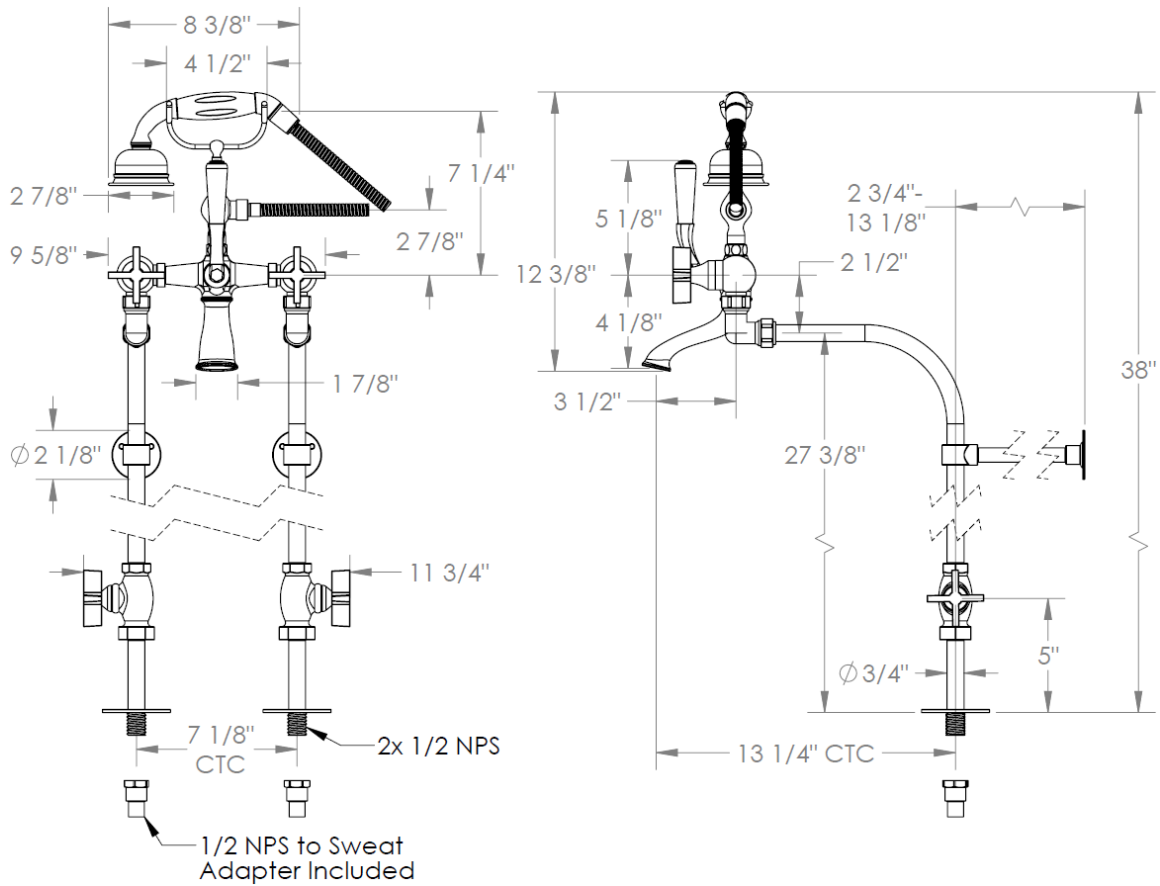 8 3/8"
4 1/2"
7 1/4"
2 7/8"
2 7/8"
9 5/8"
1 7/8"
Ø 2 1/8"
11 3/4"
7 1/8"
CTC
2x 1/2 NPS
1/2 NPS to Sweat
Adapter Included
2 3/4"-
13 1/8"
5 1/8"
2 1/2"
12 3/8"
4 1/8"
38"
3 1/2"
27 3/8"
5"
Ø 3/4"
13 1/4" CTC